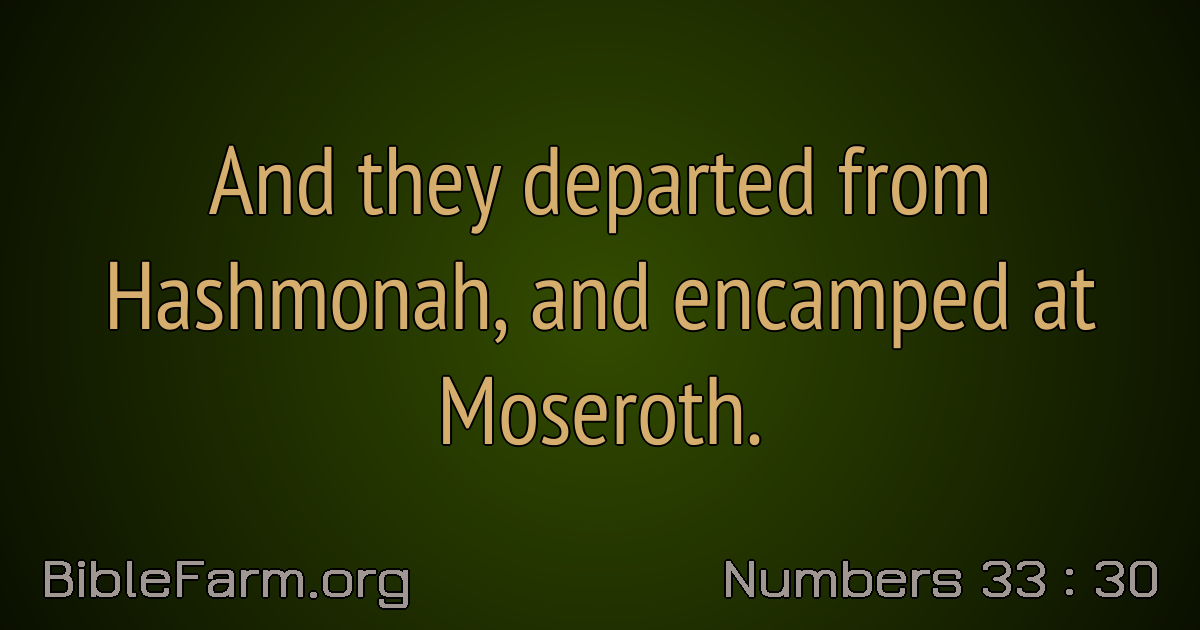 And they departed from
Hashmonah, and encamped at
Moseroth.
BibleFarm.org
Numbers 33 : 30